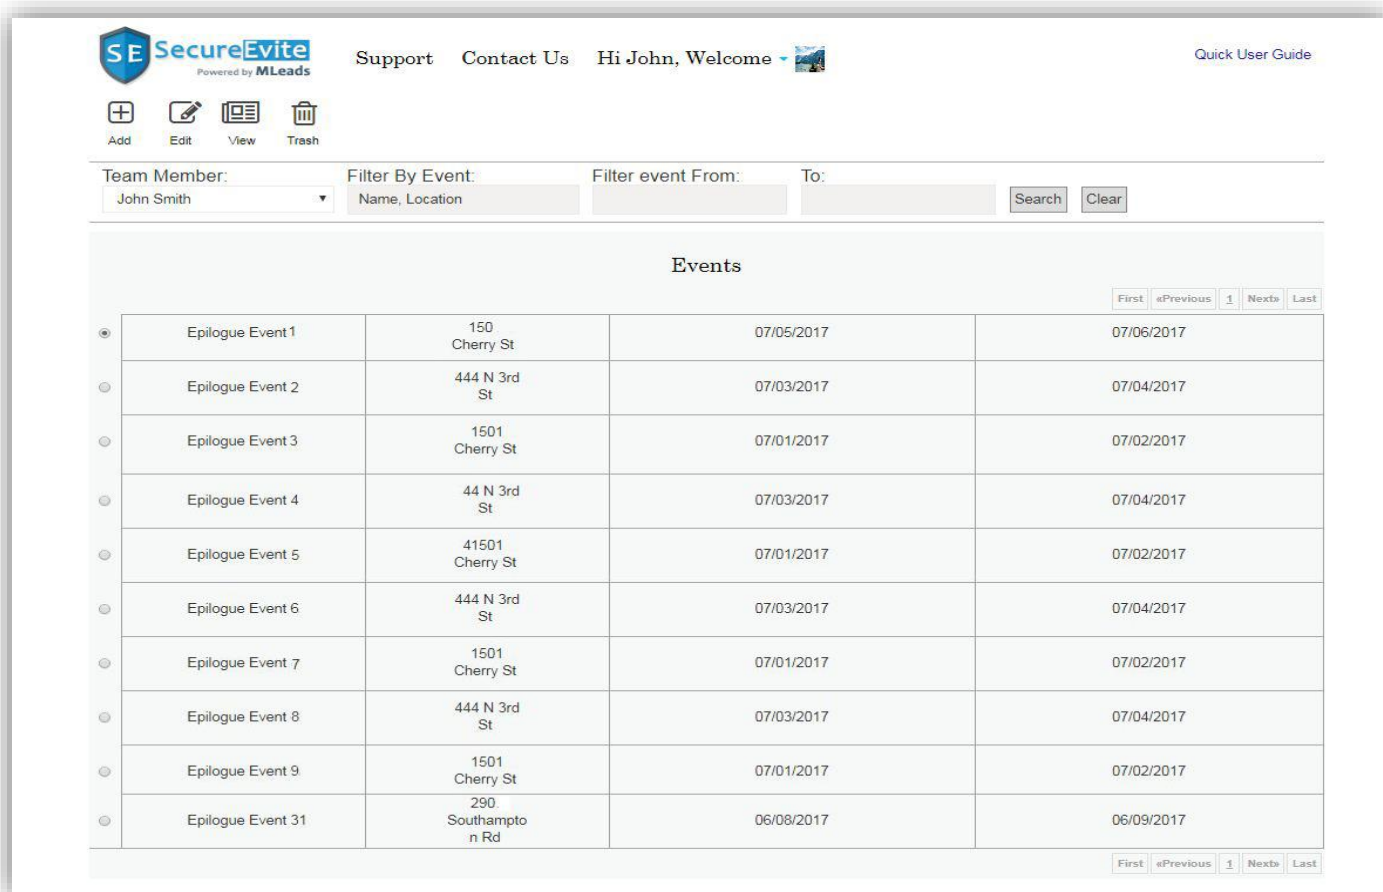 SE SecureEvite
Powered by MLeads
Support Contact Us Hi John, Welcome
Quick User Guide
Add Edit View Trash
Team Member: Filter By Event: Filter event From: To:
John Smith Name, Location Search Clear
Events
First «Previous 1 Next» Last
Epilogue Event 1 150 07/05/2017 07/06/2017
Cherry St
Epilogue Event 2 444 N 3rd 07/03/2017 07/04/2017
St
Epilogue Event 3 1501 07/01/2017 07/02/2017
Cherry St
Epilogue Event 4 44 N 3rd 07/03/2017 07/04/2017
St
Epilogue Event 5 41501 07/01/2017 07/02/2017
Cherry St
Epilogue Event 6 444 N 3rd 07/03/2017 07/04/2017
St
Epilogue Event 7 1501 07/01/2017 07/02/2017
Cherry St
Epilogue Event 8 444 N 3rd 07/03/2017 07/04/2017
St
Epilogue Event 9 1501 07/01/2017 07/02/2017
Cherry St
290
Epilogue Event 31 Southampto 06/08/2017 06/09/2017
n Rd
First «Previous 1 Next» Last